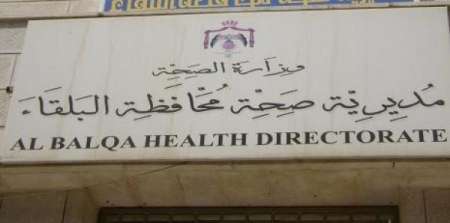 وزارة الصحة
مديرية صحة محافظة البلقاء
AL BALQA HEALTH DIRECTORATE